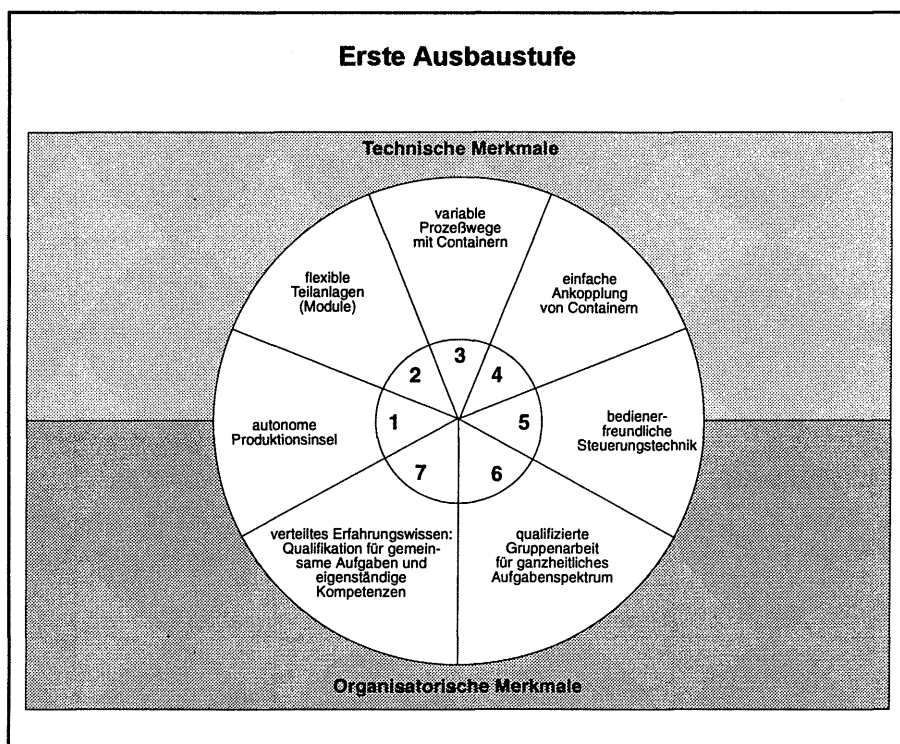 Erste Ausbaustufe
Technische Merkmale
variable
Prozeßwege
mit Containern
flexible
Teilanlagen
(Module)
einfache
Ankopplung
von Containern
3
2
4
1
5
7
6
autonome
Produktionsinsel
bediener-
freundliche
Steuerungstechnik
verteiltes Erfahrungswissen:
Qualifikation für gemein-
same Aufgaben und
eigenständige
Kompetenzen
qualifizierte
Gruppenarbeit
für ganzheitliches
Aufgabenspektrum
Organisatorische Merkmale